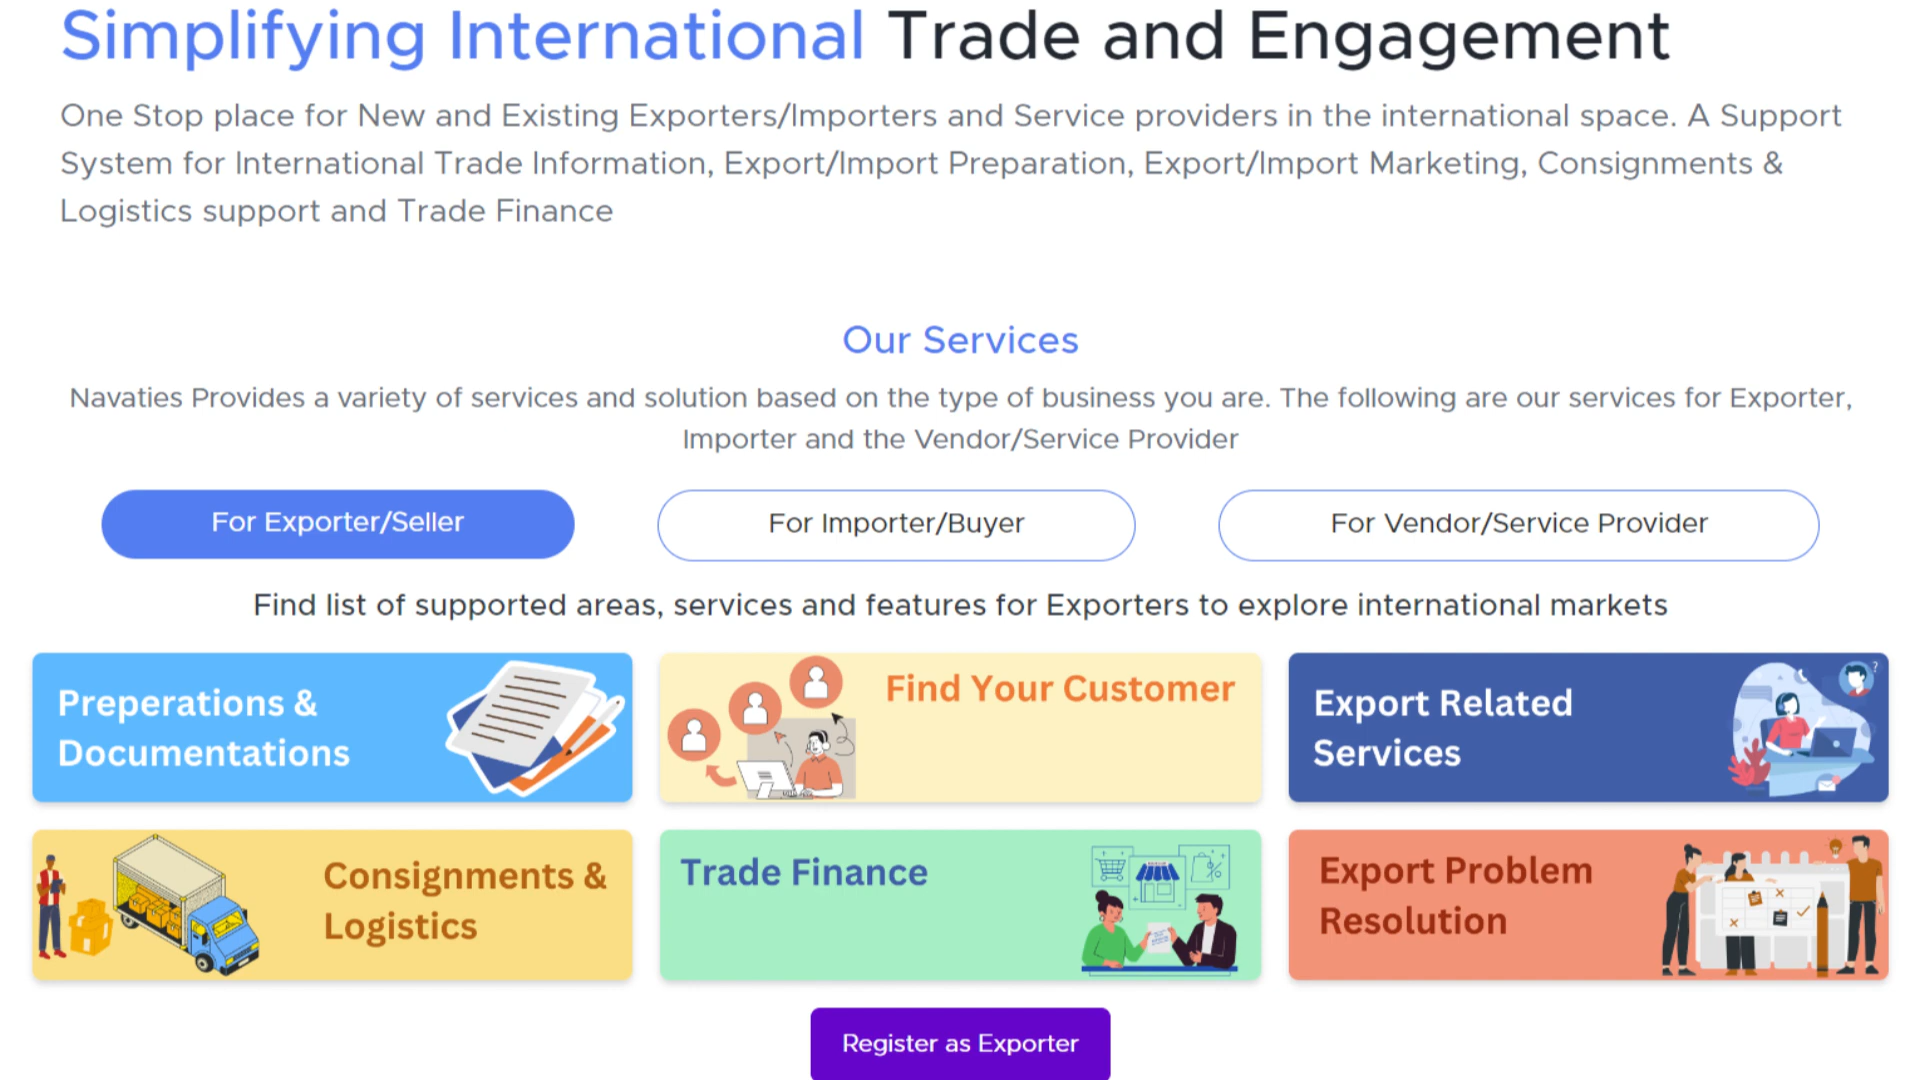 Simplifying International Trade and Engagement
One Stop place for New and Existing Exporters/Importers and Service providers in the international space. A Support
System for International Trade Information, Export/Import Preparation, Export/Import Marketing, Consignments &
Logistics support and Trade Finance
Our Services
Navaties Provides a variety of services and solution based on the type of business you are. The following are our services for Exporter,
Importer and the Vendor/Service Provider
For Exporter/Seller
For Importer/Buyer
For Vendor/Service Provider
Find list of supported areas, services and features for Exporters to explore international markets
Preperations &
Documentations
Find Your Customer
Export Related
Services
Consignments &
Logistics
Trade Finance
Export Problem
Resolution
Register as Exporter